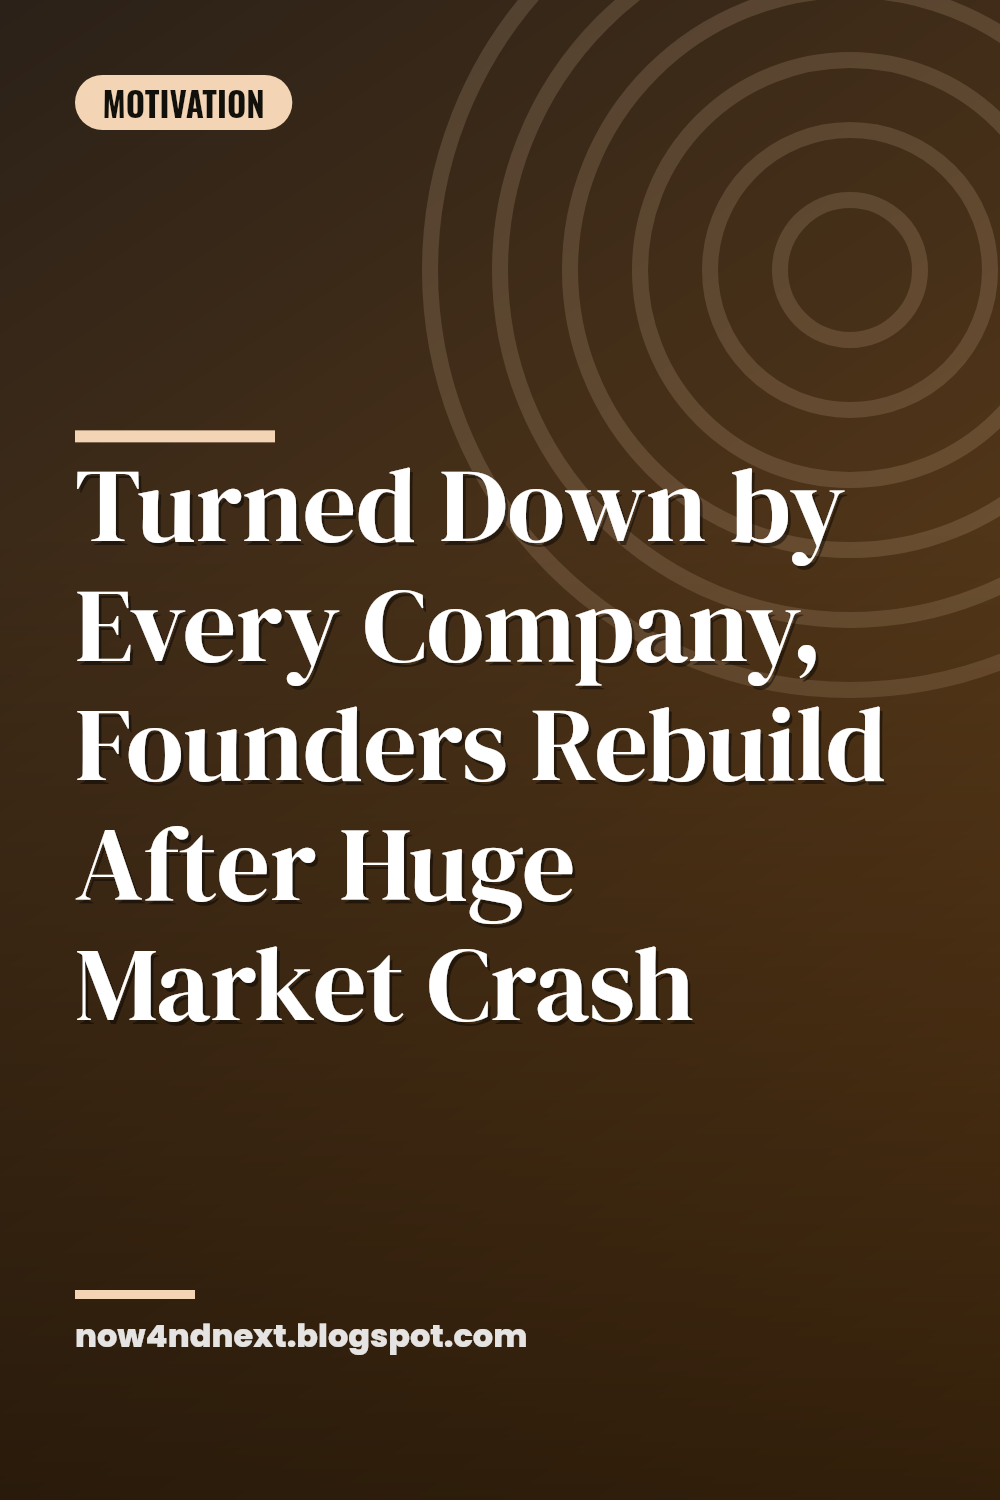 MOTIVATION
Turned Down by
Every Company,
Founders Rebuild
After Huge
Market Crash
now4ndnext.blogspot.com